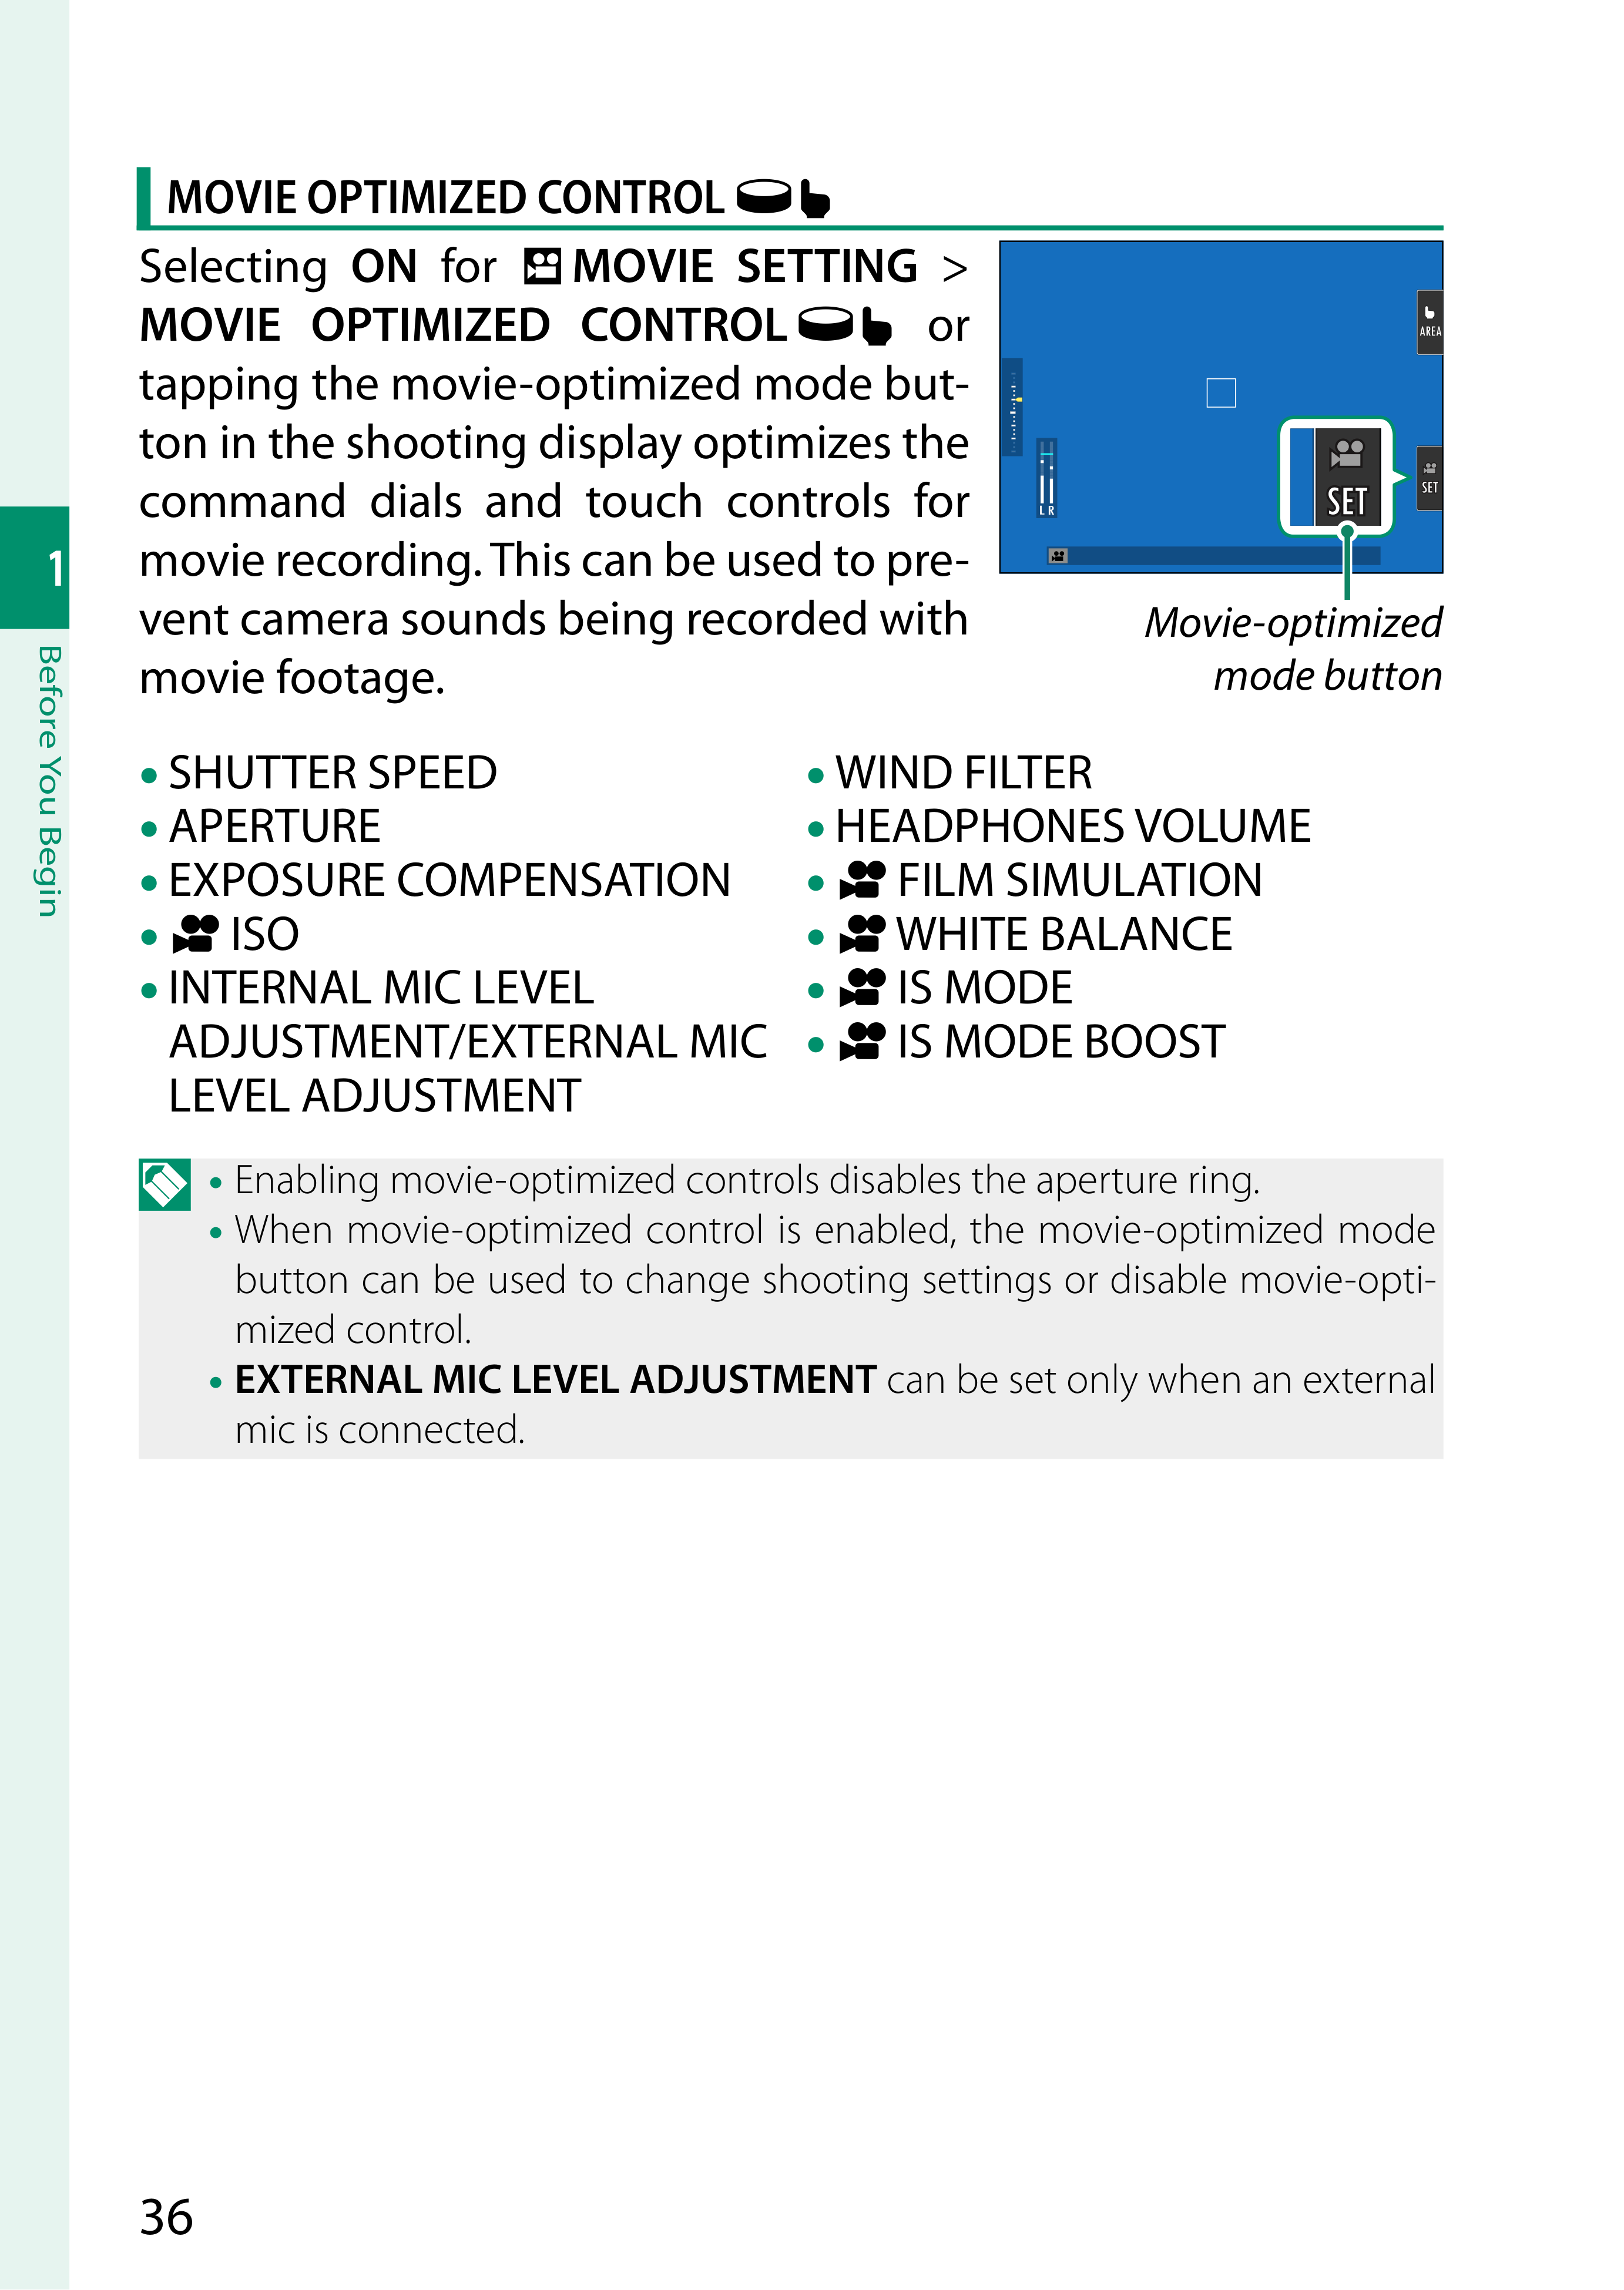 MOVIE OPTIMIZED CONTROL
Selecting ON for MOVIE SETTING >
MOVIE OPTIMIZED CONTROL or
tapping the movie-optimized mode but-
ton in the shooting display optimizes the
command dials and touch controls for
movie recording. This can be used to pre-
vent camera sounds being recorded with
movie footage.
AREA
SET
SET
L R
Movie-optimized
mode button
• SHUTTER SPEED
• APERTURE
• EXPOSURE COMPENSATION
• ISO
• INTERNAL MIC LEVEL
ADJUSTMENT/EXTERNAL MIC
LEVEL ADJUSTMENT
• WIND FILTER
• HEADPHONES VOLUME
• FILM SIMULATION
• WHITE BALANCE
• IS MODE
• IS MODE BOOST
• Enabling movie-optimized controls disables the aperture ring.
• When movie-optimized control is enabled, the movie-optimized mode
button can be used to change shooting settings or disable movie-opti-
mized control.
• EXTERNAL MIC LEVEL ADJUSTMENT can be set only when an external
mic is connected.
1
Before You Begin
36